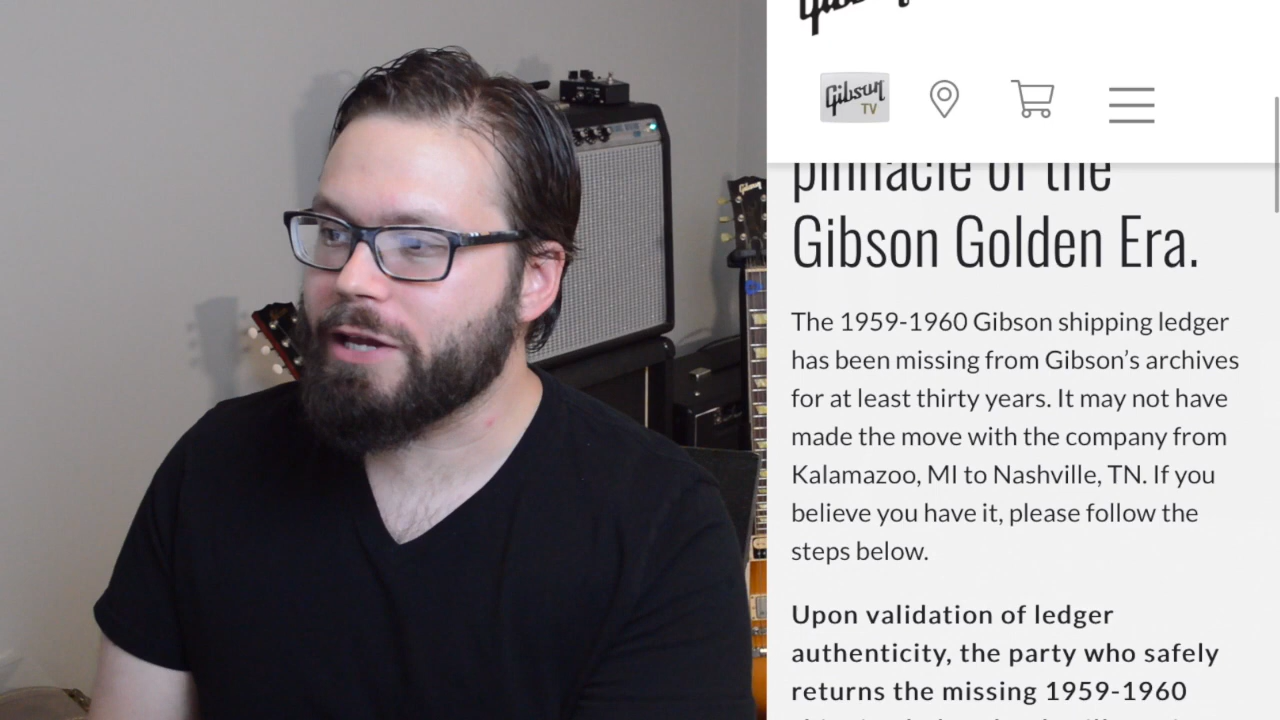 Gibson
TV
pinnacle of the
Gibson Golden Era.
The 1959-1960 Gibson shipping ledger
has been missing from Gibson’s archives
for at least thirty years. It may not have
made the move with the company from
Kalamazoo, MI to Nashville, TN. If you
believe you have it, please follow the
steps below.
Upon validation of ledger
authenticity, the party who safely
returns the missing 1959-1960